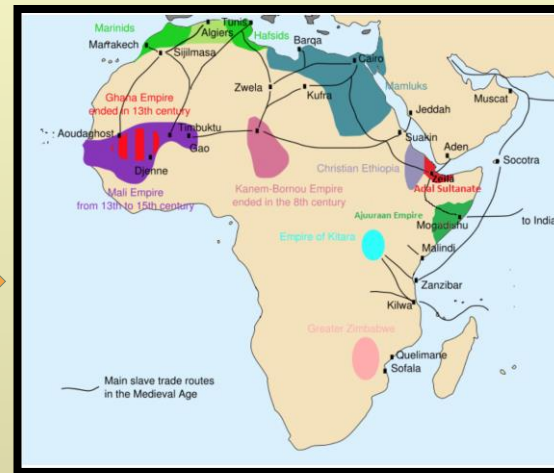 Marinids
Tunis
Algiers
Hafsids
Marrakech
Sijilmasa
Barqa
Cairo
Mamluks
Zwela
Kufra
Muscat
Ghana Empire
ended in 13th century
Jeddah
Aoudaghost
Timbuktu
Gao
Suakin
Djenne
Aden
Socotra
Christian Ethiopia
Zeila
Adal Sultanate
Mali Empire
from 13th to 15th century
Kanem-Bornou Empire
ended in the 8th century
Ajuuraan Empire
Mogadishu
to India
Empire of Kitara
Malindi
Zanzibar
Kilwa
Greater Zimbabwe
Quelimane
Sofala
Main slave trade routes
in the Medieval Age